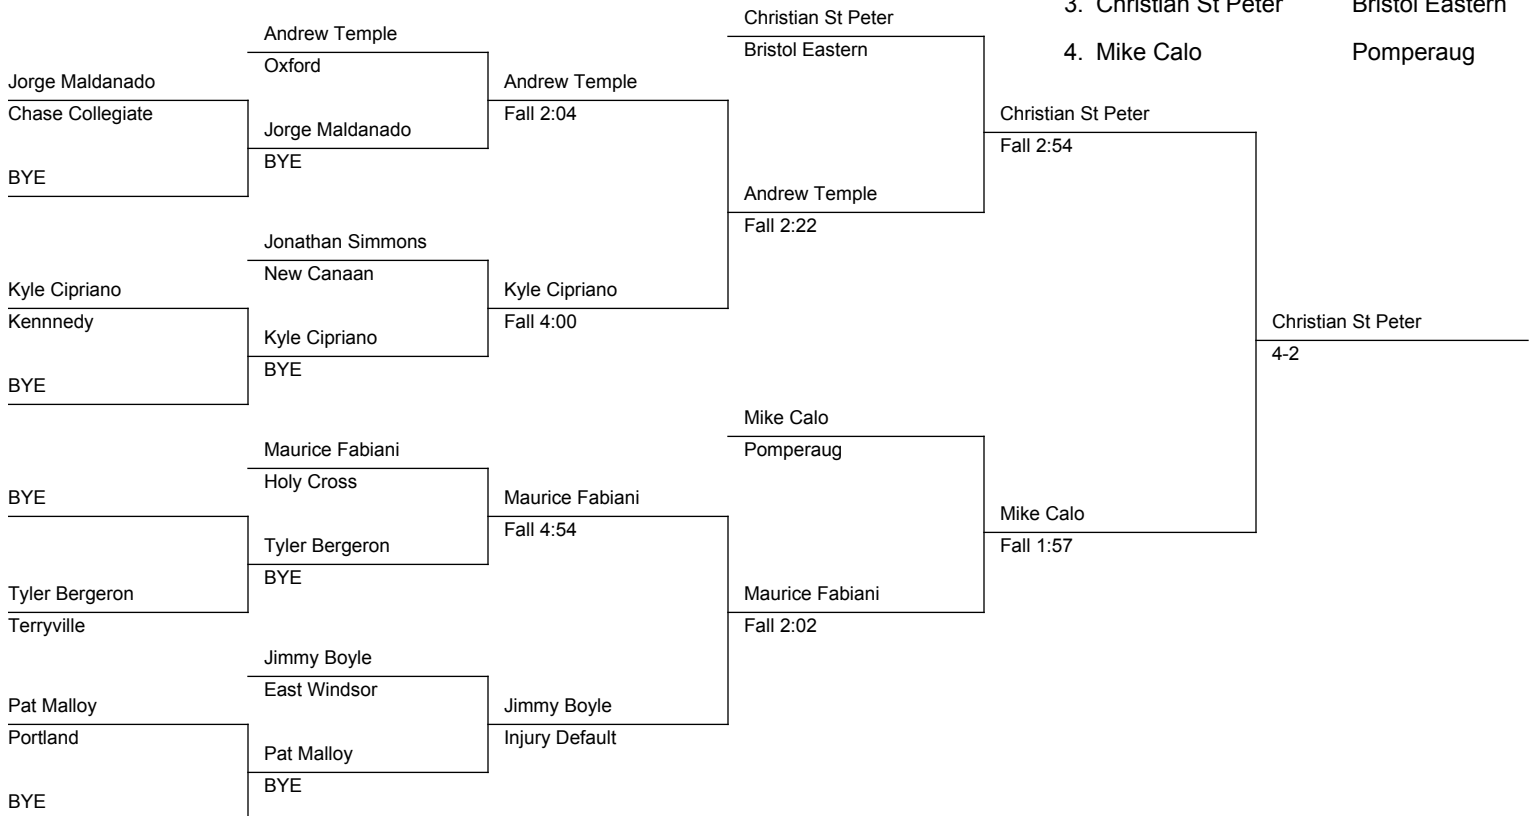 3. Christian St Peter Bristol Eastern
4. Mike Calo Pomperaug
Jorge Maldanado
Chase Collegiate
BYE
Kyle Cipriano
Kennnedy
BYE
BYE
Tyler Bergeron
Terryville
Pat Malloy
Portland
BYE
Andrew Temple
Oxford
Jorge Maldanado
BYE
Jonathan Simmons
New Canaan
Kyle Cipriano
BYE
Maurice Fabiani
Holy Cross
Tyler Bergeron
BYE
Jimmy Boyle
East Windsor
Pat Malloy
BYE
Andrew Temple
Fall 2:04
Kyle Cipriano
Fall 4:00
Maurice Fabiani
Fall 4:54
Jimmy Boyle
Injury Default
Christian St Peter
Bristol Eastern
Andrew Temple
Fall 2:22
Mike Calo
Pomperaug
Maurice Fabiani
Fall 2:02
Christian St Peter
Fall 2:54
Mike Calo
Fall 1:57
Christian St Peter
4-2